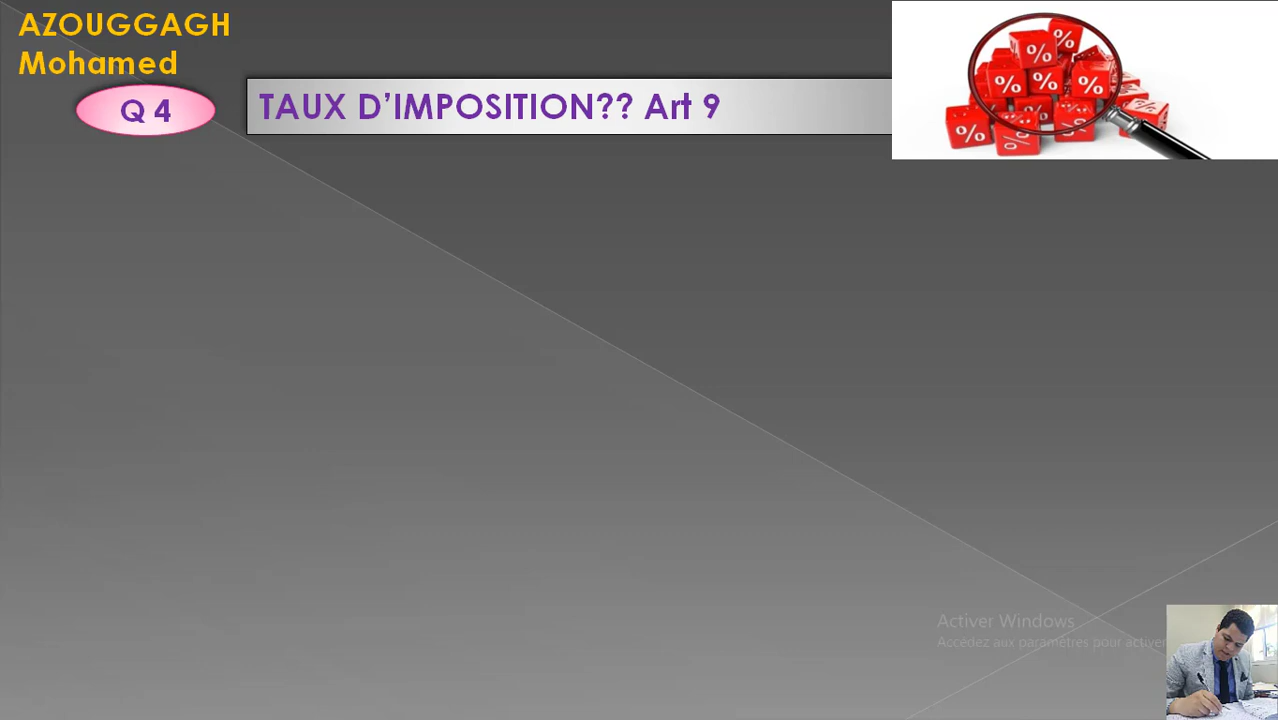 AZOUGGAGH
Mohamed
Q 4
TAUX D’IMPOSITION?? Art 9
% % % % % % % % %
Activer Windows
Accédez aux paramètres pour activer